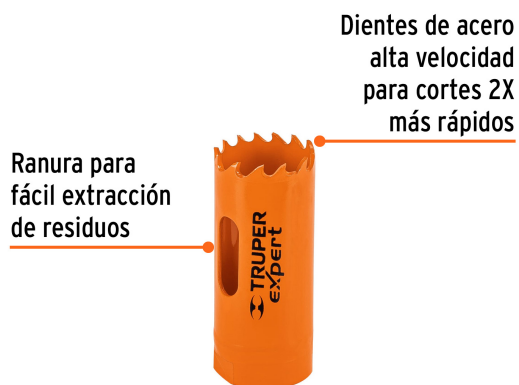 Dientes de acero
alta velocidad
para cortes 2X
más rápidos
Ranura para
fácil extracción
de residuos
TRUPER
expert